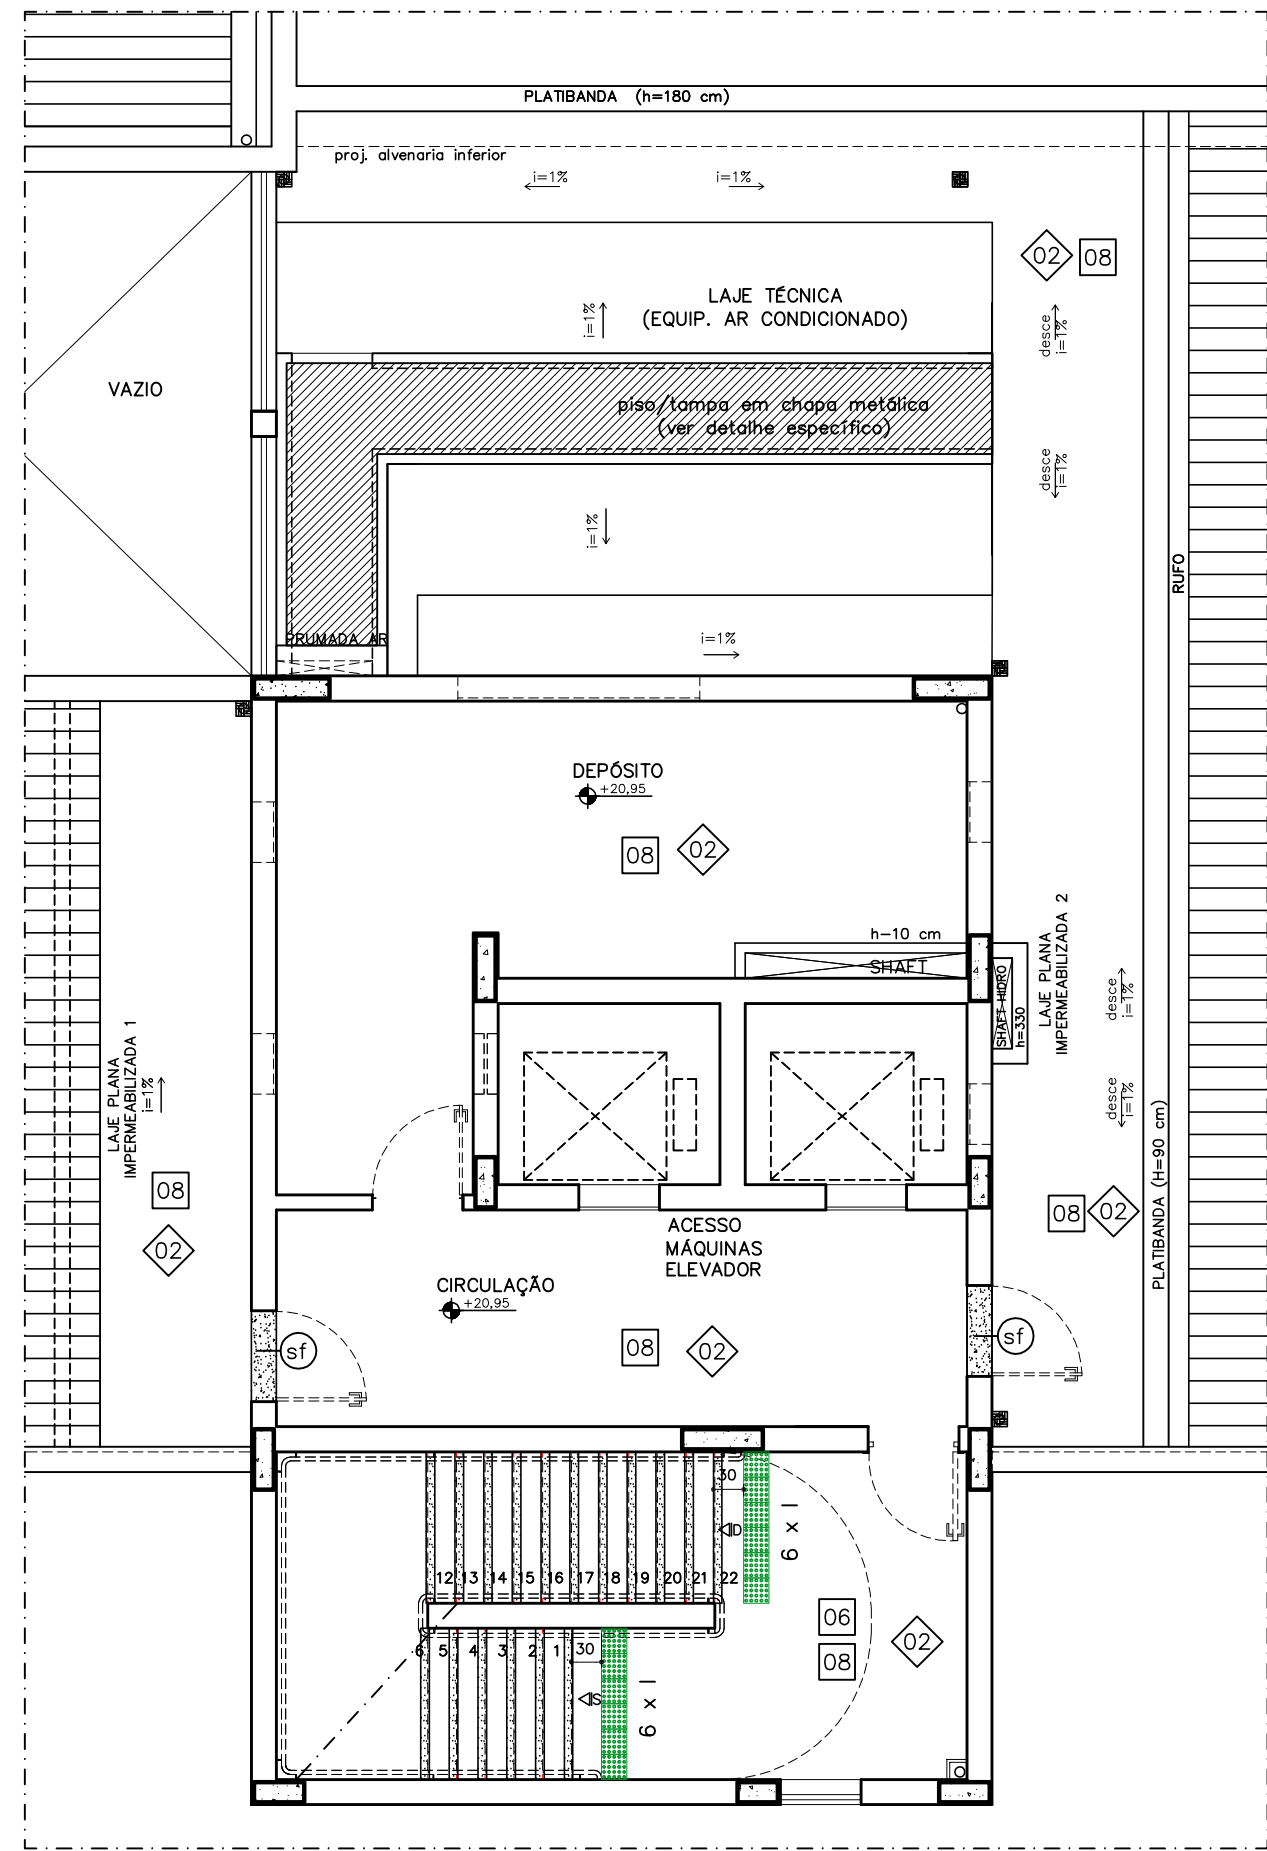 PLATIBANDA (h=180 cm)
proj. alvenaria inferior
i=1%
i=1%
02
08
LAJE TÉCNICA
(EQUIP. AR CONDICIONADO)
i=1%
desce
i=1%
VAZIO
piso/tampa em chapa metálica
(ver detalhe específico)
desce
i=1%
i=1%
RUFO
PRUMADA AR
i=1%
DEPÓSITO
+20,95
08
02
h-10 cm
SHAFT
SHAFT HIDRO
h=330
LAJE PLANA
IMPERMEABILIZADA 2
desce
i=1%
desce
i=1%
LAJE PLANA
IMPERMEABILIZADA 1
i=1%
08
02
PLATIBANDA (H=90 cm)
08
02
ACESSO
MÁQUINAS
ELEVADOR
CIRCULAÇÃO
+20,95
08
02
sf
sf
30
D
6 x 1
12 13 14 15 16 17 18 19 20 21 22
06
08
02
6 5 4 3 2 1
30
S
6 x 1